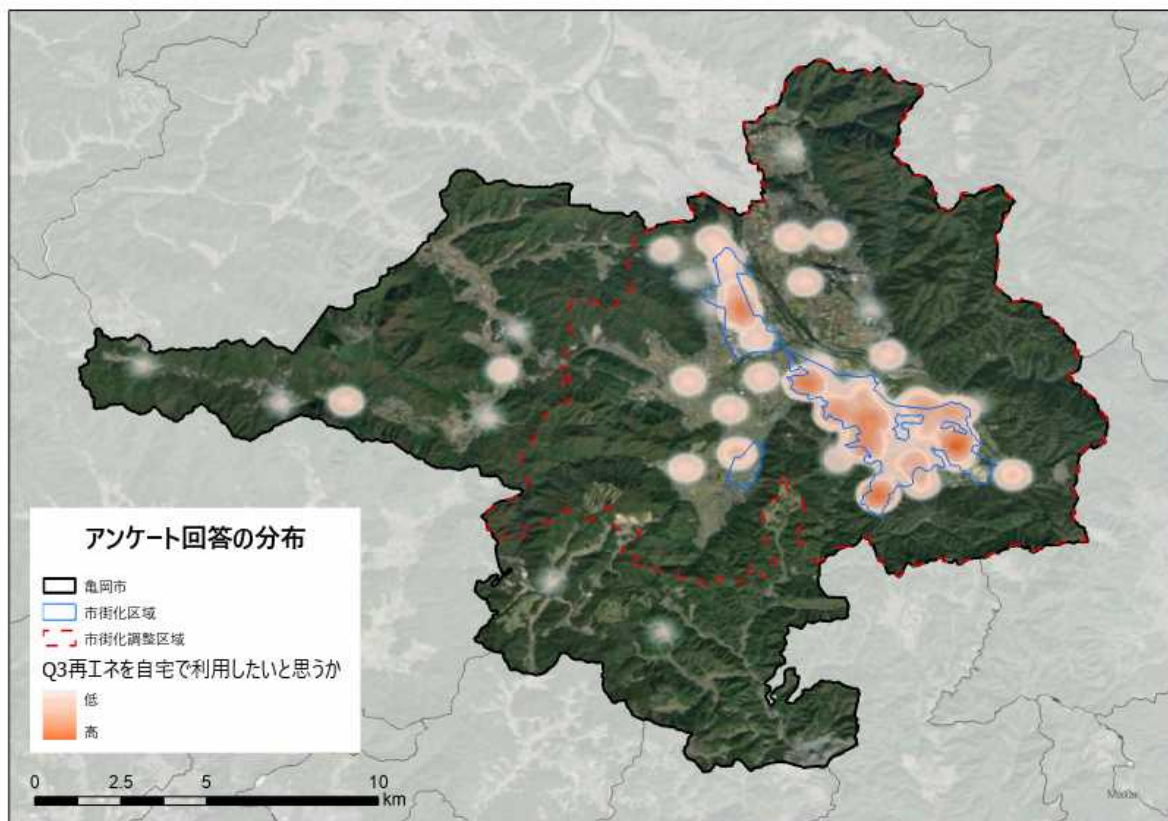 アンケート回答の分布
亀岡市
市街化区域
市街化調整区域
Q3再エネを自宅で利用したいと思うか
低
高
0 2.5 5 10
km
Maxar